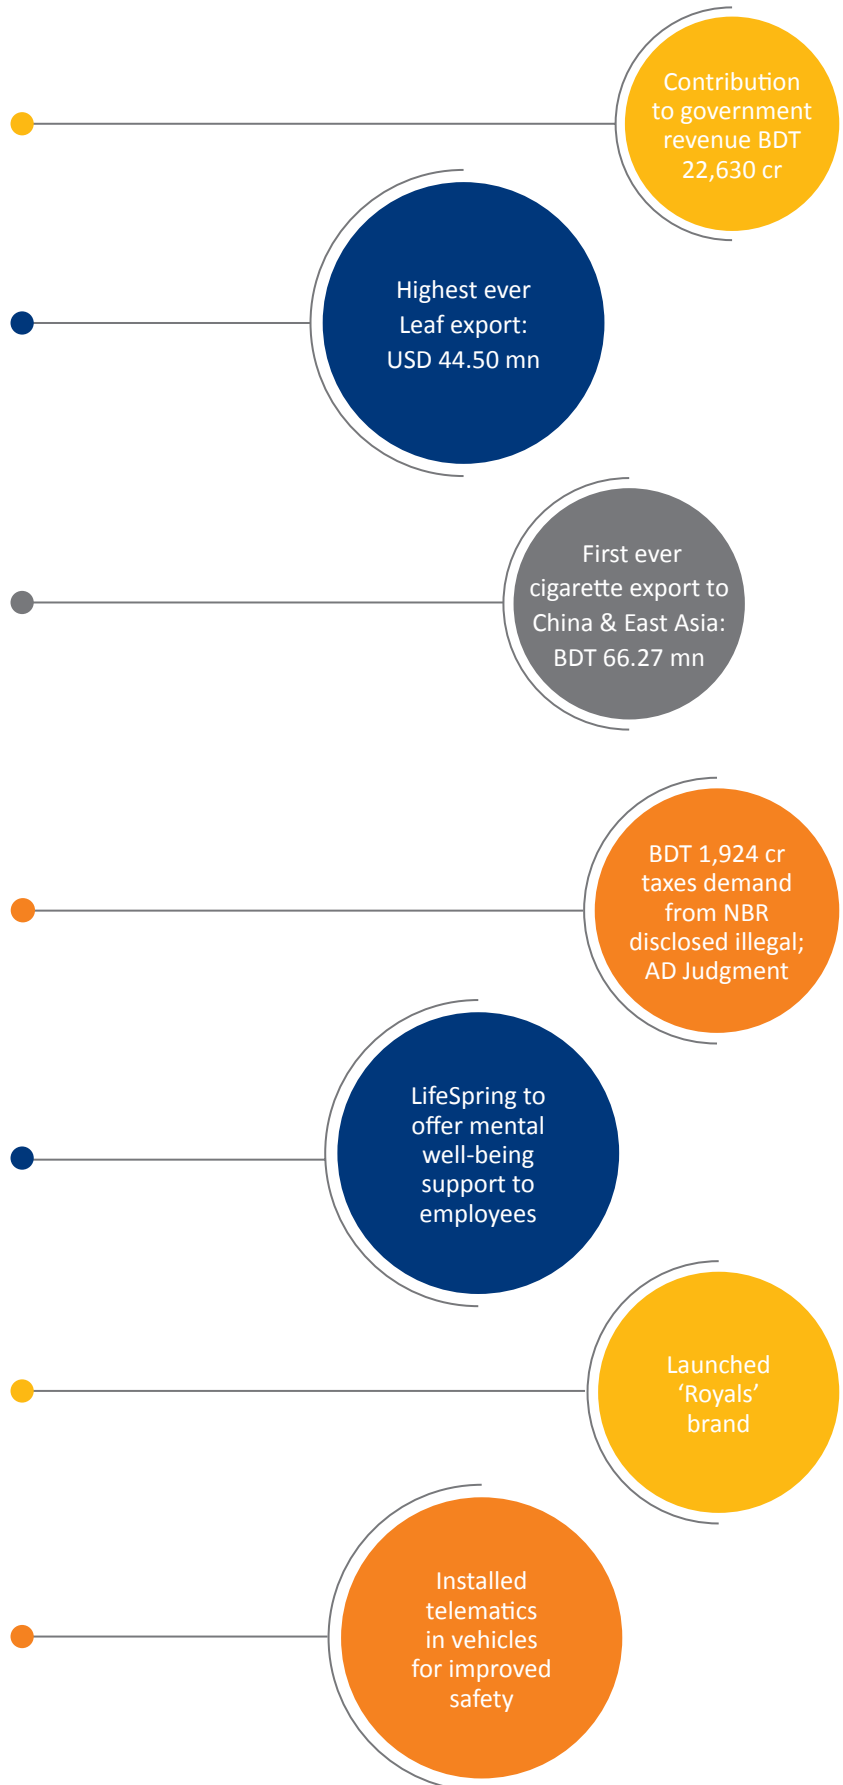 Contribution
to government
revenue BDT
22,630 cr
Highest ever
Leaf export:
USD 44.50 mn
First ever
cigarette export to
China & East Asia:
BDT 66.27 mn
BDT 1,924 cr
taxes demand
from NBR
disclosed illegal;
AD Judgment
LifeSpring to
offer mental
well-being
support to
employees
Launched
‘Royals’
brand
Installed
telematics
in vehicles
for improved
safety